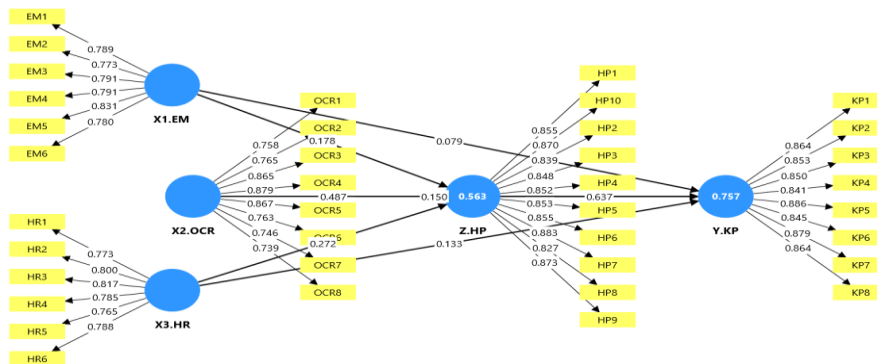 EM1
EM2
EM3
EM4
EM5
EM6
0.789
0.773
0.791
0.791
0.831
0.780
X1.EM
HR1
HR2
HR3
HR4
HR5
HR6
0.773
0.800
0.817
0.785
0.765
0.788
X3.HR
X2.OCR
0.758
0.765
0.865
0.879
0.867
0.763
0.746
0.739
OCR1
OCR2
OCR3
OCR4
OCR5
OCR7
OCR8
0.178
0.487
0.150
0.272
0.079
0.637
0.133
0.563
Z.HP
0.855
0.870
0.839
0.848
0.852
0.853
0.855
0.883
0.827
0.873
HP1
HP10
HP2
HP3
HP4
HP5
HP6
HP7
HP8
HP9
0.757
Y.KP
0.864
0.853
0.850
0.841
0.886
0.845
0.879
0.864
KP1
KP2
KP3
KP4
KP5
KP6
KP7
KP8